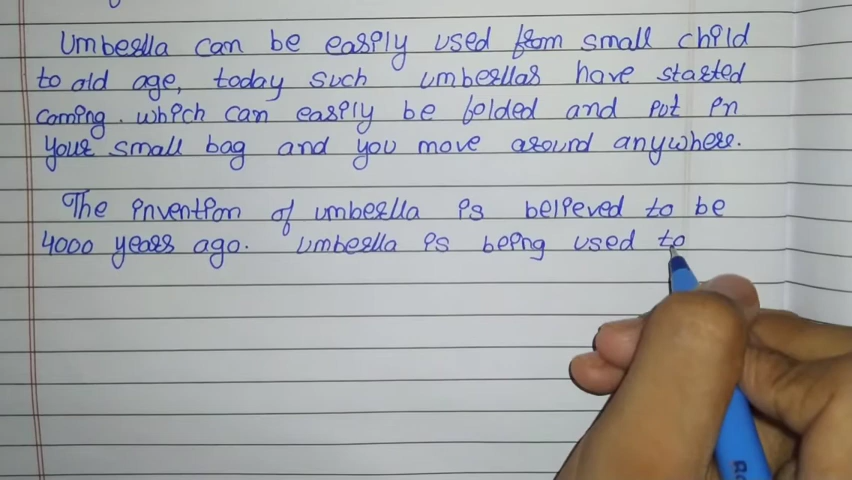 Umbrella can be easily used from small child
to old age, today such umbrellas have started
coming. which can easily be folded and put in
your small bag and you move around anywhere.
The invention of umbrella is believed to be
4000 years ago. Umbrella is being used to